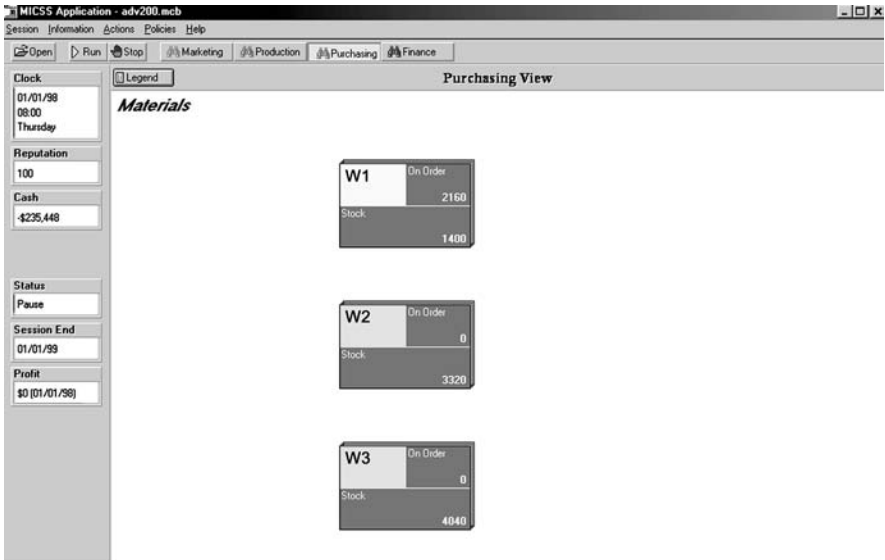 MICSS Application - adv200.mcb
Session Information Actions Policies Help
Open Run Stop Marketing Production Purchasing Finance
Clock
01/01/98
08:00
Thursday
Reputation
100
Cash
-$235,448
Status
Pause
Session End
01/01/99
Profit
$0 (01/01/98)
Legend
Purchasing View
Materials
W1 On Order
2160
Stock
1400
W2 On Order
0
Stock
3320
W3 On Order
0
Stock
4040